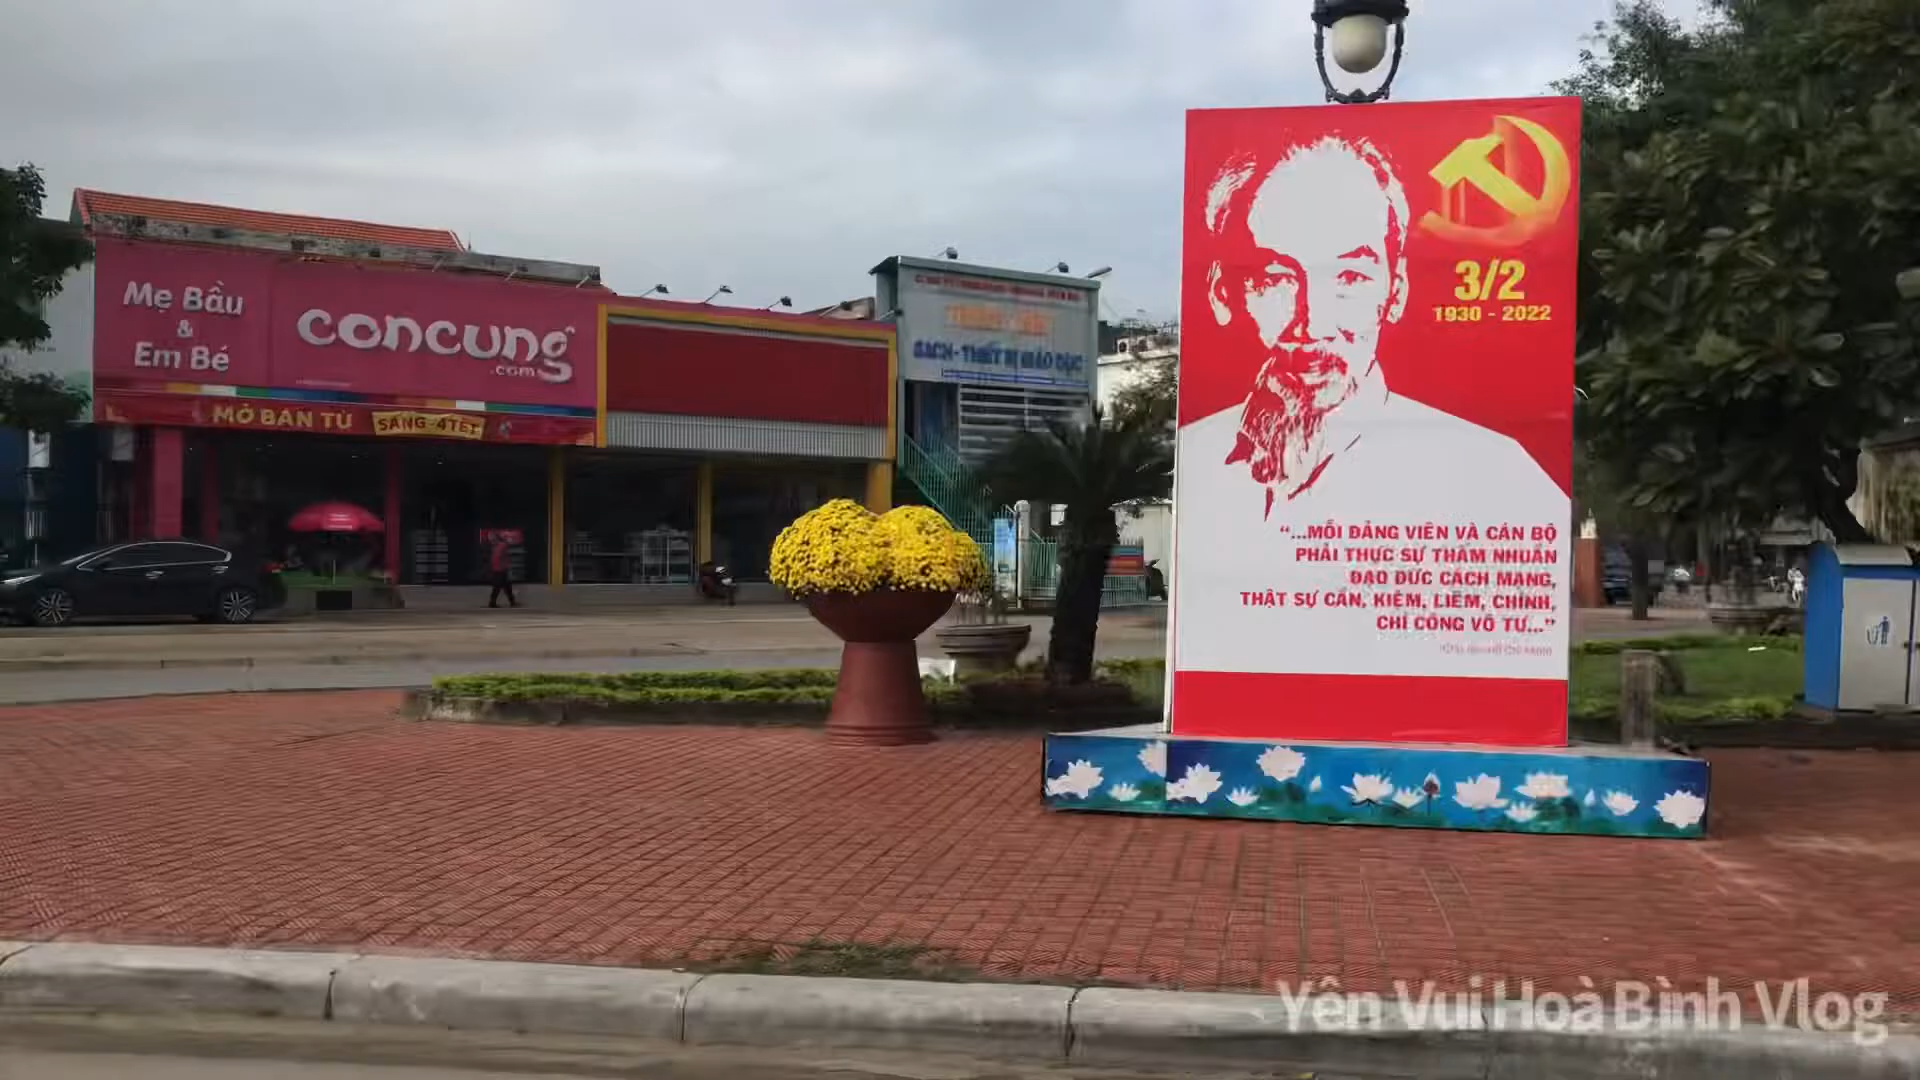 Mẹ Bầu
&
Em Bé
concung
.com
MỞ BÁN TỪ SÁNG 4 TẾT
SÁCH - THIẾT BỊ GIÁO DỤC
3/2
1930 - 2022
“...MỖI ĐẢNG VIÊN VÀ CÁN BỘ
PHẢI THỰC SỰ THẤM NHUẦN
ĐẠO ĐỨC CÁCH MẠNG,
THẬT SỰ CẦN, KIỆM, LIÊM, CHÍNH,
CHÍ CÔNG VÔ TƯ...”
Yên Vui Hoà Bình Vlog